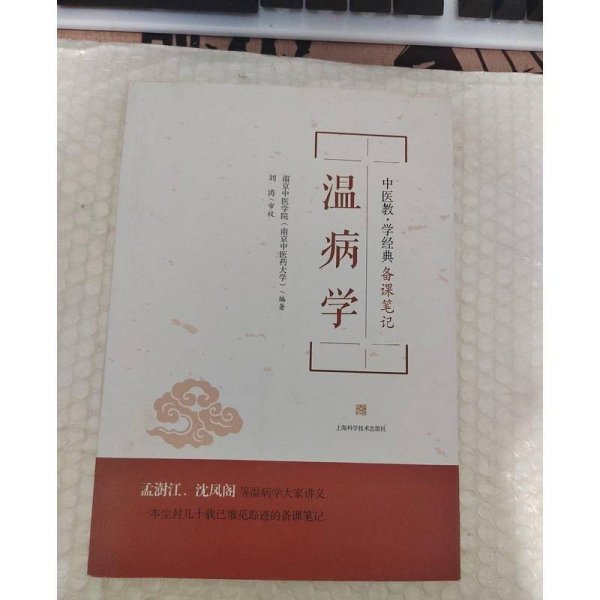 中医教·学经典备课笔记
温病学
南京中医学院(南京中医药大学)/编著
刘涛/审校
上海科学技术出版社
孟澍江、沈凤阁等温病学大家讲义
一本尘封几十载已难觅踪迹的备课笔记